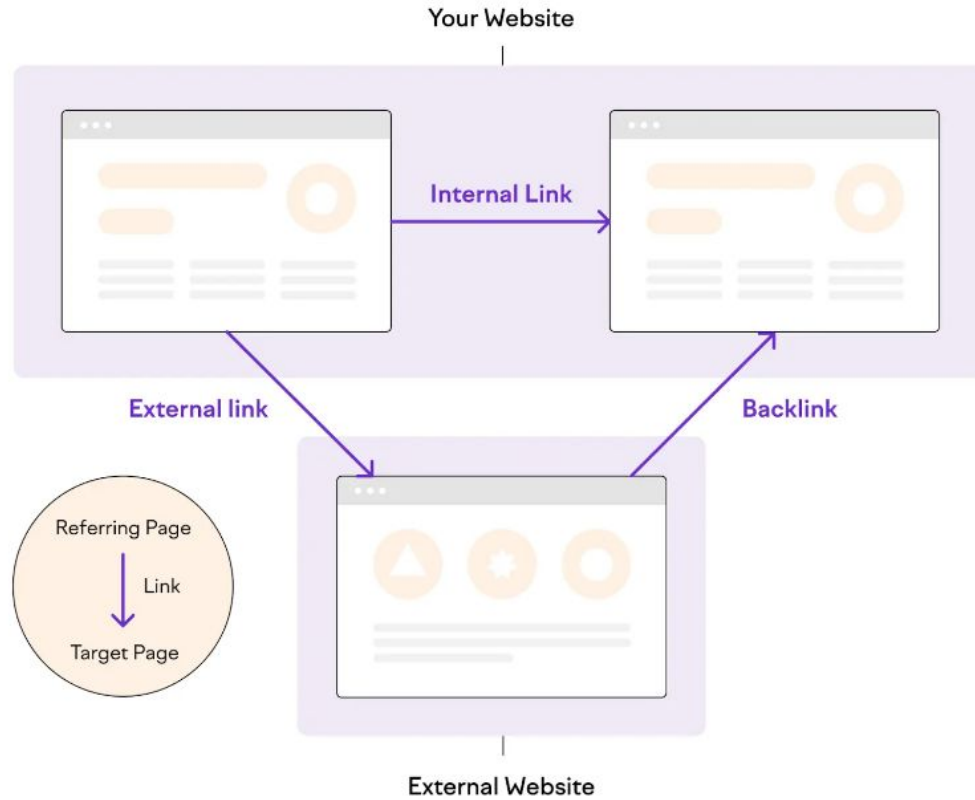 Your Website
Internal Link
External link
Backlink
Referring Page
Link
Target Page
External Website